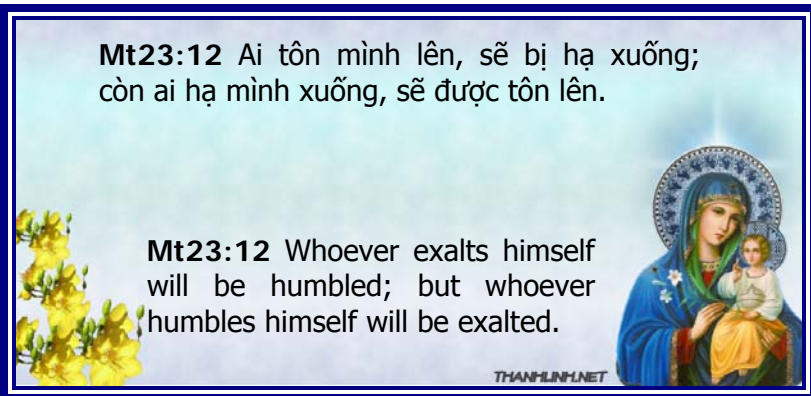 Mt23:12 Ai tôn mình lên, sẽ bị hạ xuống;
còn ai hạ mình xuống, sẽ được tôn lên.
Mt23:12 Whoever exalts himself
will be humbled; but whoever
humbles himself will be exalted.
THANHLINH.NET